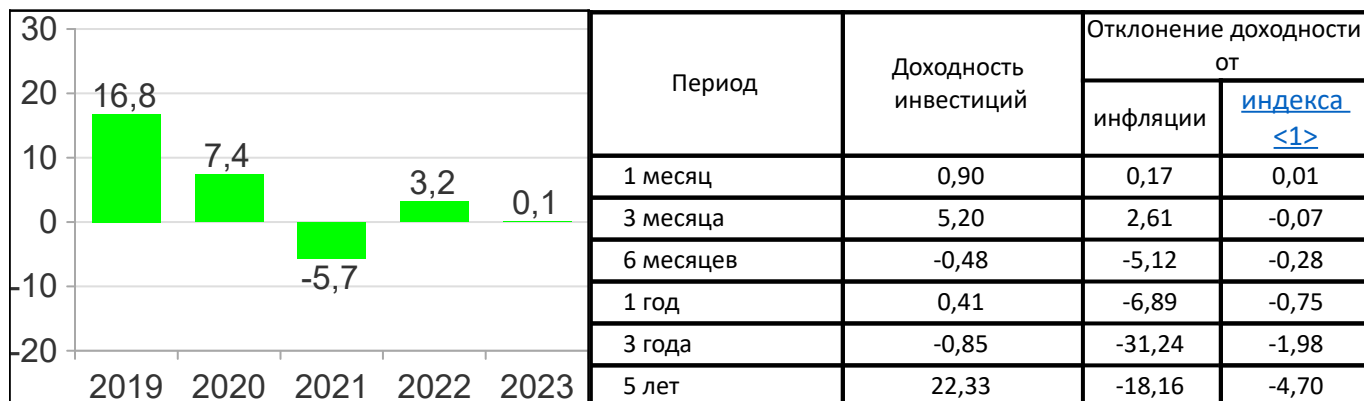 30
20
10
0
-10
-20
16,8
7,4
-5,7
3,2
0,1
2019 2020 2021 2022 2023
Период
Доходность
инвестиций
Отклонение доходности
от
инфляции
индекса
<1>
1 месяц 0,90 0,17 0,01
3 месяца 5,20 2,61 -0,07
6 месяцев -0,48 -5,12 -0,28
1 год 0,41 -6,89 -0,75
3 года -0,85 -31,24 -1,98
5 лет 22,33 -18,16 -4,70